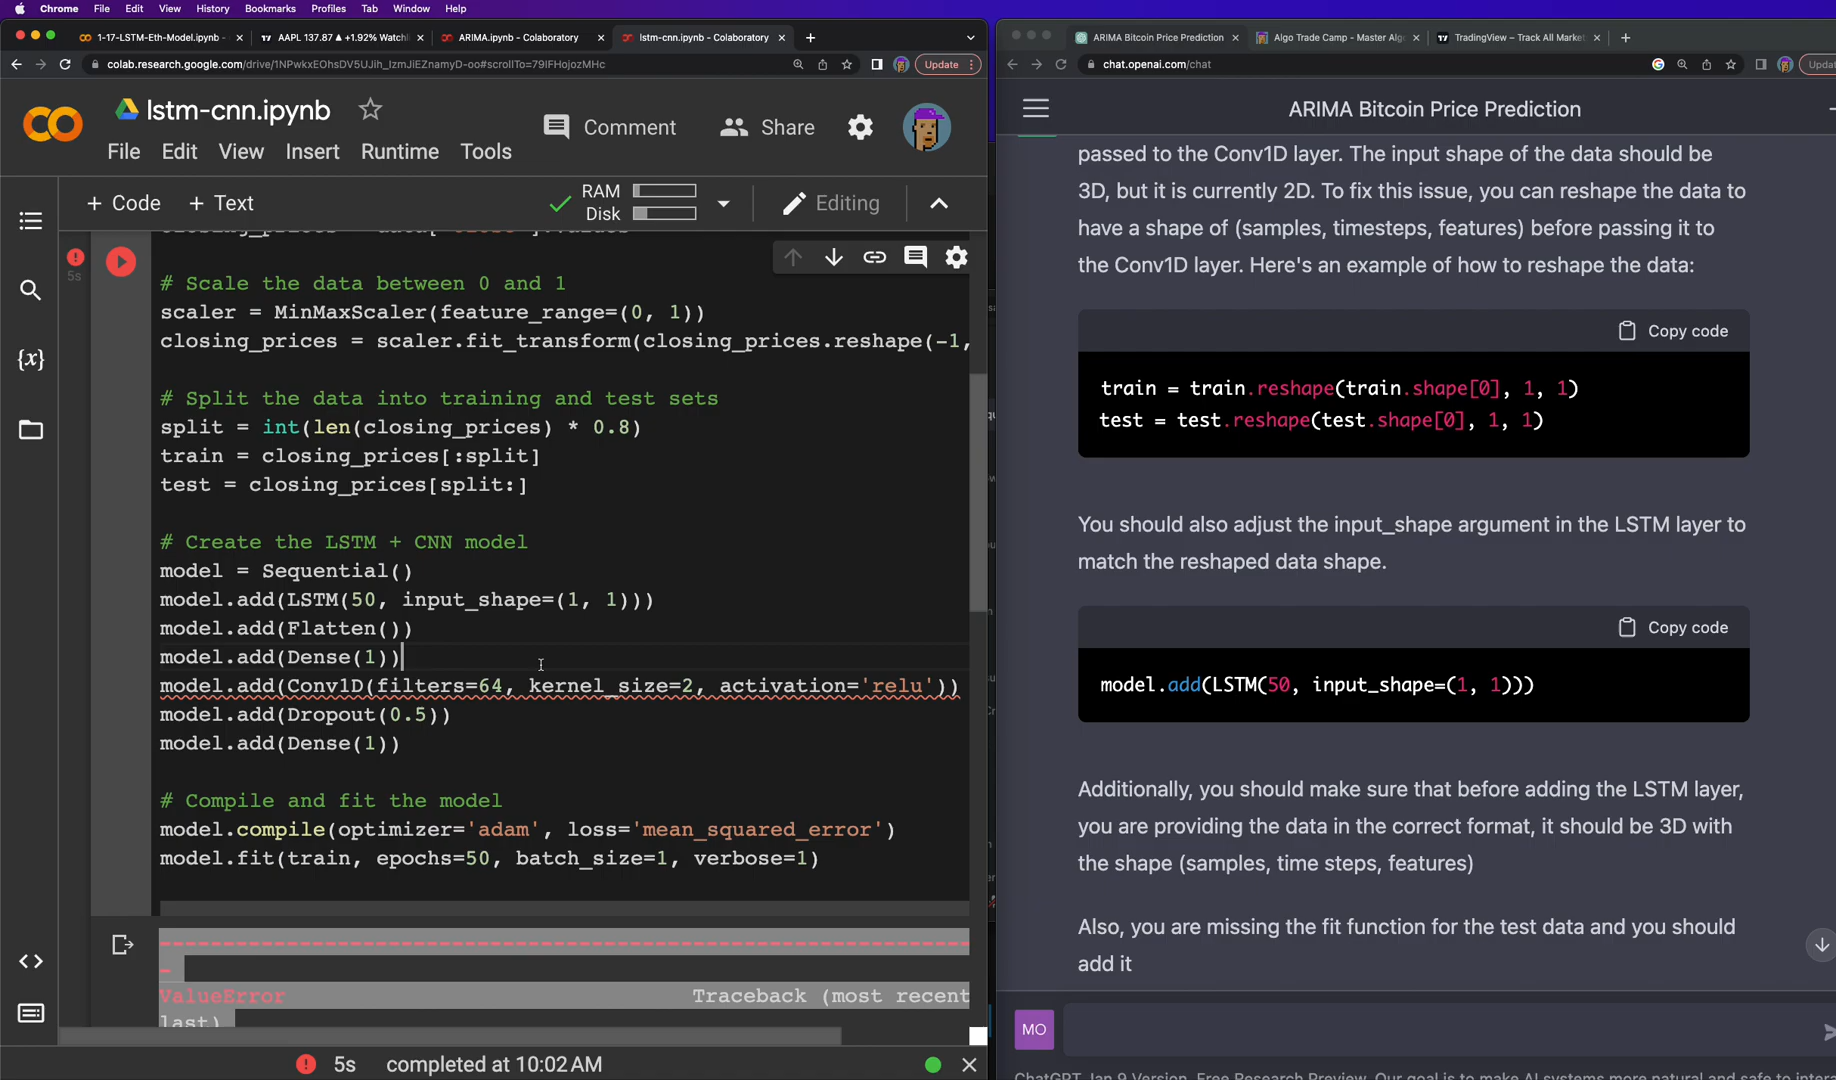 Chrome File Edit View History Bookmarks Profiles Tab Window Help
1-17-LSTM-Eth-Model.ipynb -
AAPL 137.87 ▲ +1.92%
ARIMA.ipynb - Colaboratory
lstm-cnn.ipynb - Colaboratory
colab.research.google.com/drive/1NPwkxEOhsDV5UJih_IzmJiEZnamyD-oo#scrollTo=79IFHojozMHc
Update
lstm-cnn.ipynb
Comment
Share
File Edit View Insert Runtime Tools
+ Code + Text
RAM
Disk
Editing
{x}
5s
# Scale the data between 0 and 1
scaler = MinMaxScaler(feature_range=(0, 1))
closing_prices = scaler.fit_transform(closing_prices.reshape(-1,
# Split the data into training and test sets
split = int(len(closing_prices) * 0.8)
train = closing_prices[:split]
test = closing_prices[split:]
# Create the LSTM + CNN model
model = Sequential()
model.add(LSTM(50, input_shape=(1, 1)))
model.add(Flatten())
model.add(Dense(1))
model.add(Conv1D(filters=64, kernel_size=2, activation='relu'))
model.add(Dropout(0.5))
model.add(Dense(1))
# Compile and fit the model
model.compile(optimizer='adam', loss='mean_squared_error')
model.fit(train, epochs=50, batch_size=1, verbose=1)
ValueError Traceback (most recent
last)
5s completed at 10:02 AM
ARIMA Bitcoin Price Prediction
Algo Trade Camp - Master Algo
TradingView – Track All Market
chat.openai.com/chat
ARIMA Bitcoin Price Prediction
passed to the Conv1D layer. The input shape of the data should be
3D, but it is currently 2D. To fix this issue, you can reshape the data to
have a shape of (samples, timesteps, features) before passing it to
the Conv1D layer. Here's an example of how to reshape the data:
Copy code
train = train.reshape(train.shape[0], 1, 1)
test = test.reshape(test.shape[0], 1, 1)
You should also adjust the input_shape argument in the LSTM layer to
match the reshaped data shape.
Copy code
model.add(LSTM(50, input_shape=(1, 1)))
Additionally, you should make sure that before adding the LSTM layer,
you are providing the data in the correct format, it should be 3D with
the shape (samples, time steps, features)
Also, you are missing the fit function for the test data and you should
add it
MO